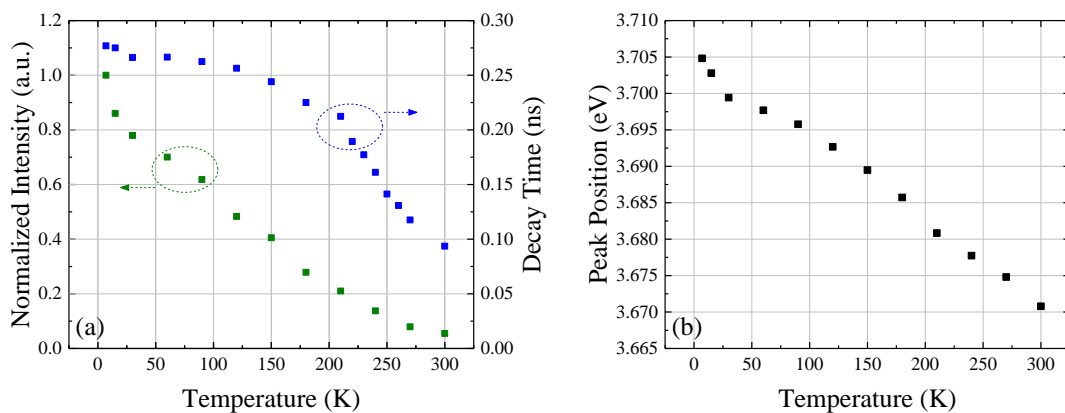 1.2
1.0
0.8
0.6
0.4
0.2
0.0
Normalized Intensity (a.u.)
(a)
0.30
0.25
0.20
0.15
0.10
0.05
0.00
Decay Time (ns)
0 50 100 150 200 250 300
Temperature (K)
3.710
3.705
3.700
3.695
3.690
3.685
3.680
3.675
3.670
3.665
Peak Position (eV)
(b)
0 50 100 150 200 250 300
Temperature (K)